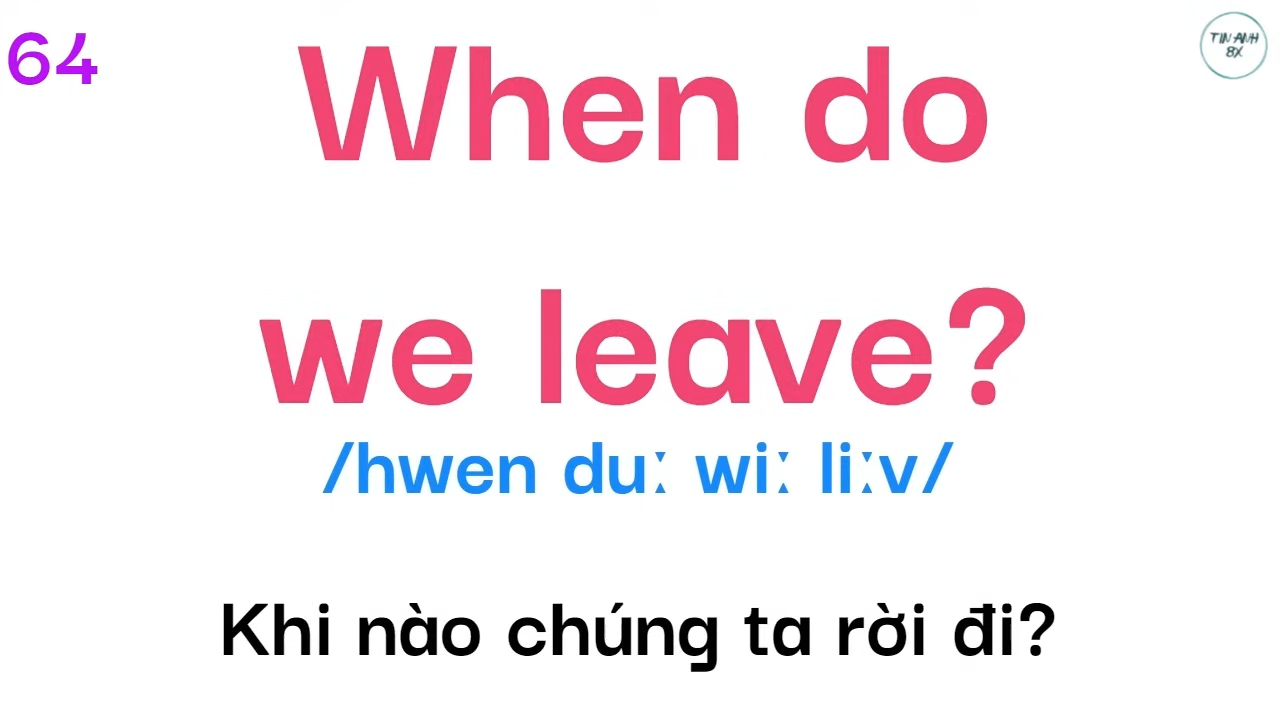 64
TIN ANH
8X
When do
we leave?
/hwen duː wiː liːv/
Khi nào chúng ta rời đi?